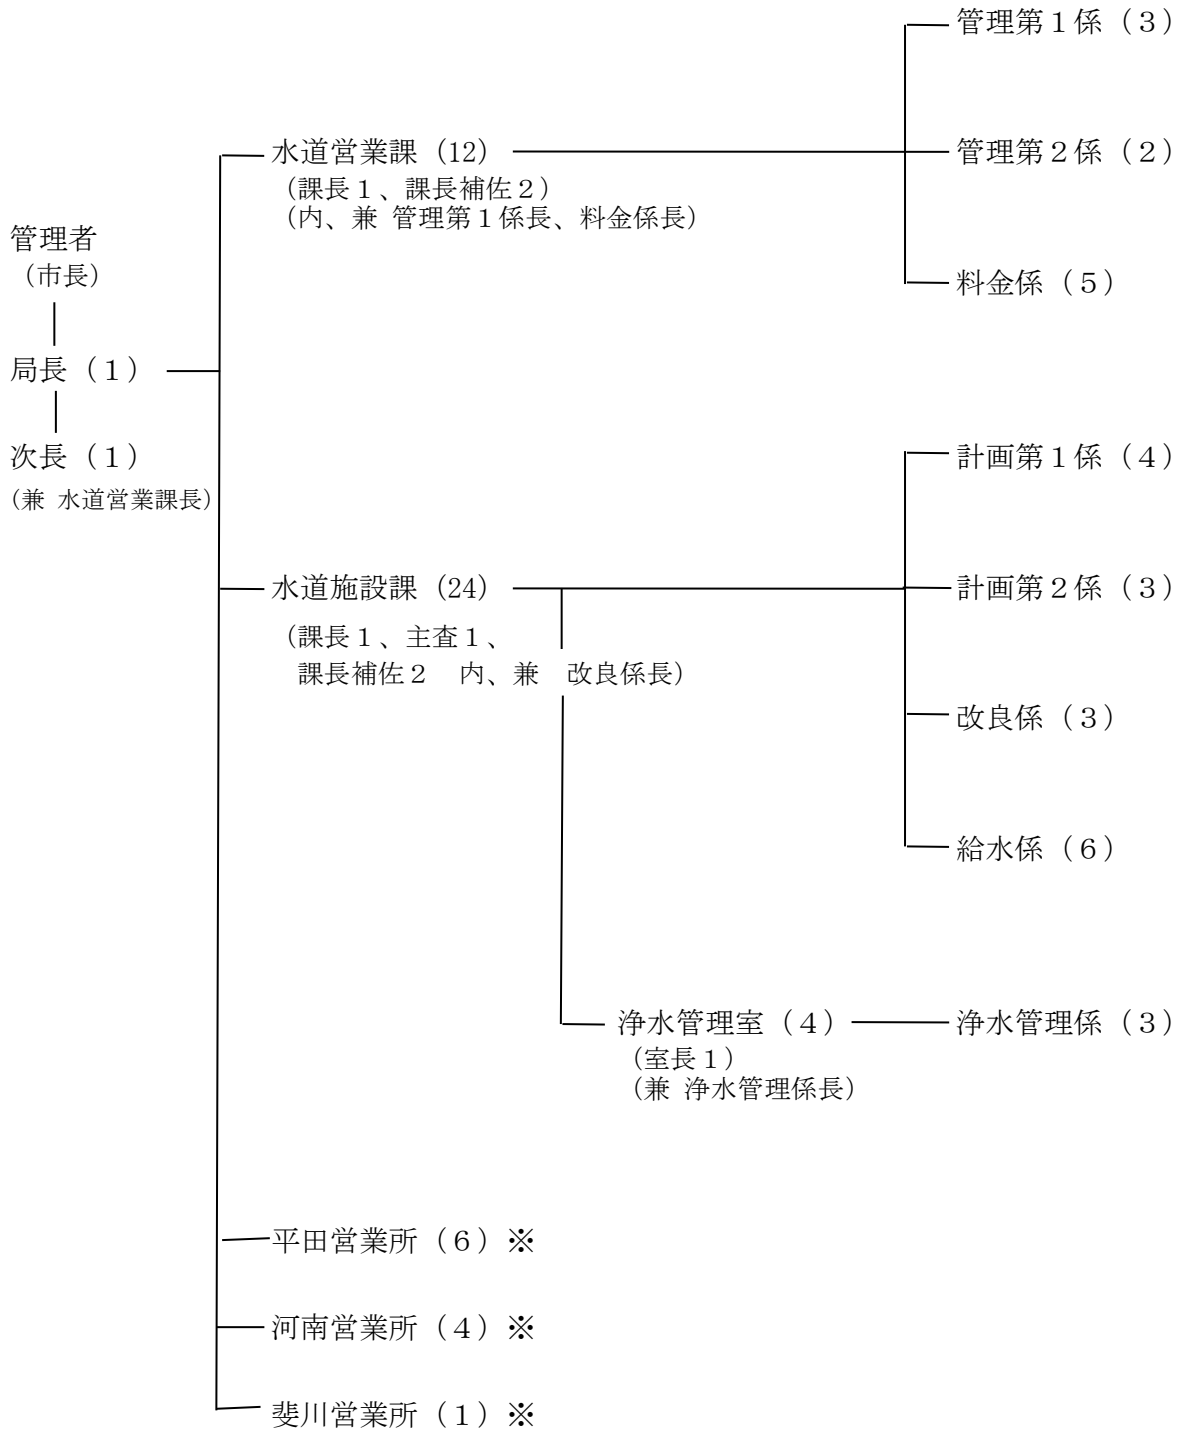 管理者
（市長）
局長（１）
次長（１）
（兼 水道営業課長）
水道営業課（12）
（課長１、課長補佐２）
（内、兼 管理第１係長、料金係長）
管理第１係（３）
管理第２係（２）
料金係（５）
水道施設課（24）
（課長１、主査１、
課長補佐２　内、兼　改良係長）
計画第１係（４）
計画第２係（３）
改良係（３）
給水係（６）
浄水管理室（４）
（室長１）
（兼 浄水管理係長）
浄水管理係（３）
平田営業所（６）※
河南営業所（４）※
斐川営業所（１）※